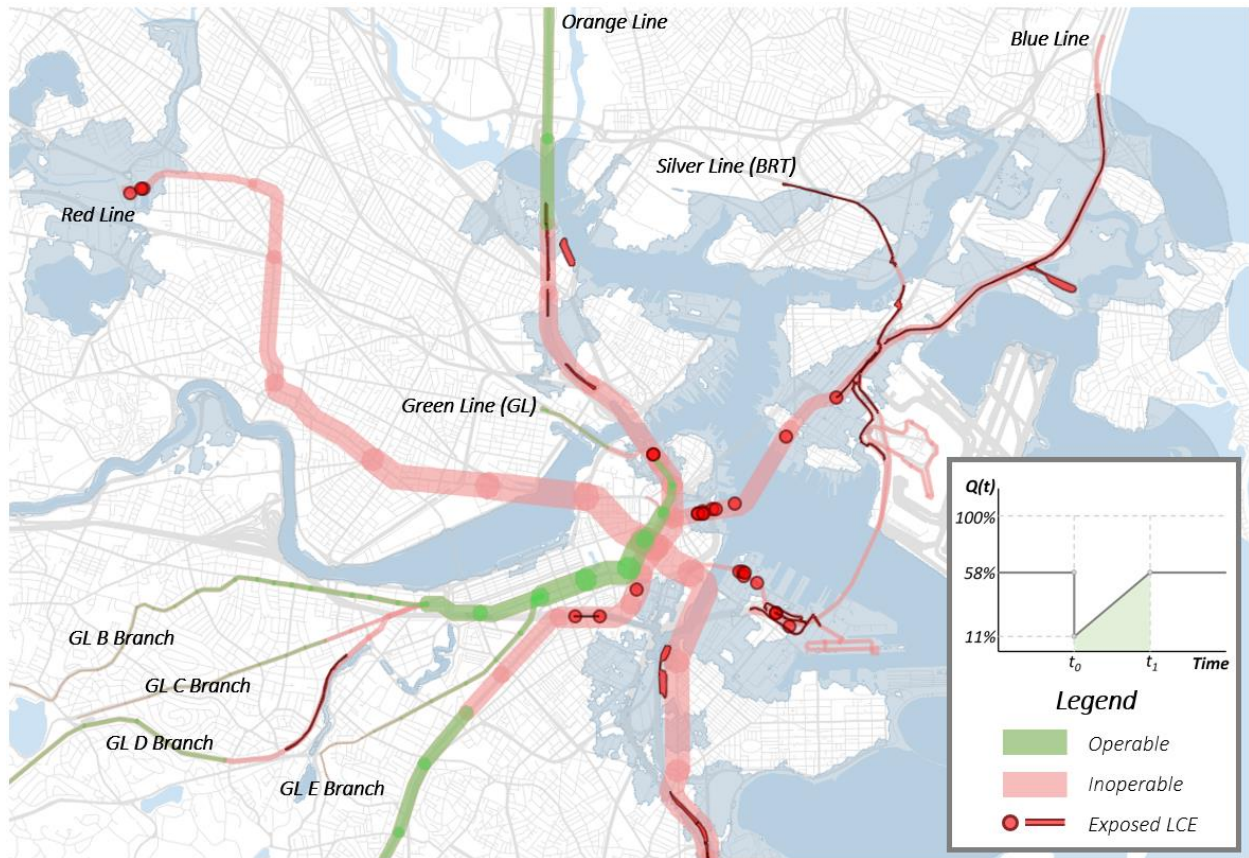 Orange Line
Blue Line
Silver Line (BRT)
Red Line
Green Line (GL)
GL B Branch
GL C Branch
GL D Branch
GL E Branch
Q(t)
100%
58%
11%
t0
t1
Time
Legend
Operable
Inoperable
Exposed LCE